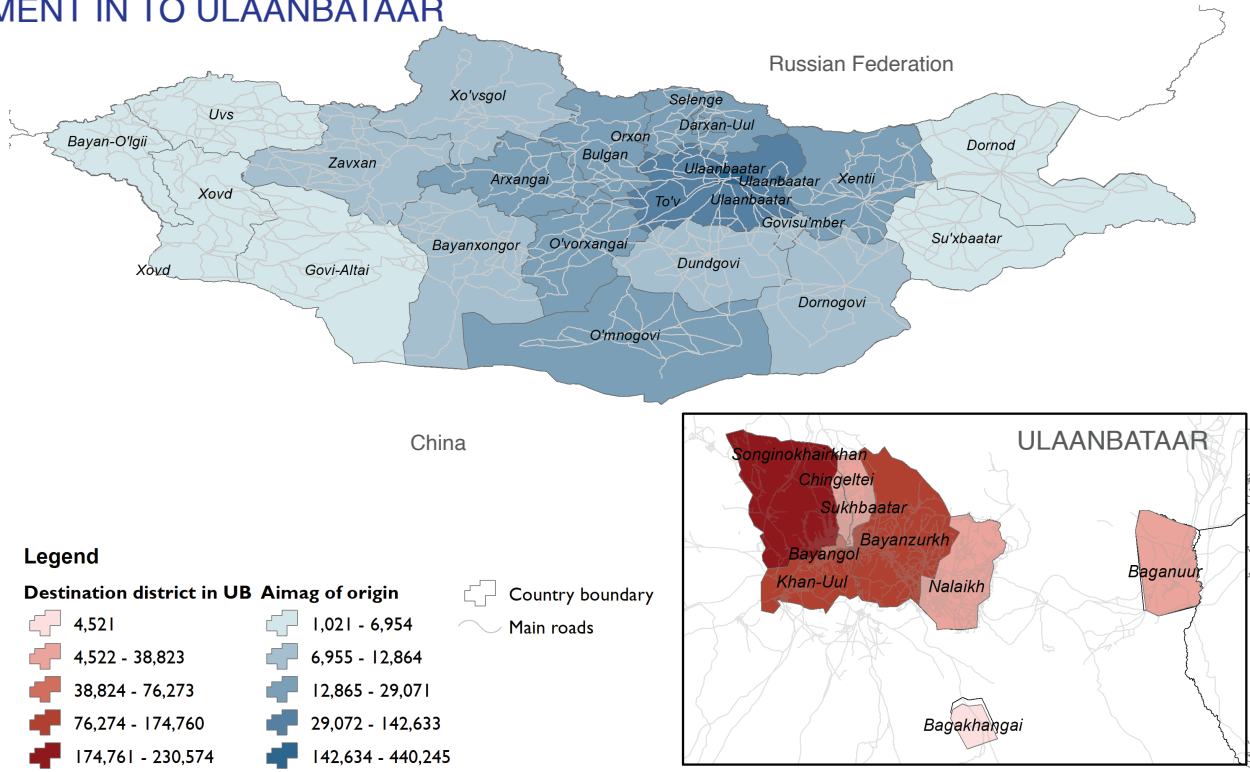 MENT IN TO ULAANBATAAR
Russian Federation
Xo'vsgol
Selenge
Uvs
Darxan-Uul
Bayan-O'lgii
Orxon
Dornod
Bulgan
Zavxan
Ulaanbaatar
Arxangai
Ulaanbaatar
Xentii
Xovd
To'v
Ulaanbaatar
Govisu'mber
Bayanxongor
O'vorxangai
Su'xbaatar
Dundgovi
Xovd
Govi-Altai
Dornogovi
O'mnogovi
China
ULAANBATAAR
Songinokhairkhan
Chingeltei
Sukhbaatar
Bayanzurkh
Bayangol
Khan-Uul
Nalaikh
Baganuur
Bagakhangai
Legend
Destination district in UB
4,521
4,522 - 38,823
38,824 - 76,273
76,274 - 174,760
174,761 - 230,574
Aimag of origin
1,021 - 6,954
6,955 - 12,864
12,865 - 29,071
29,072 - 142,633
142,634 - 440,245
Country boundary
Main roads